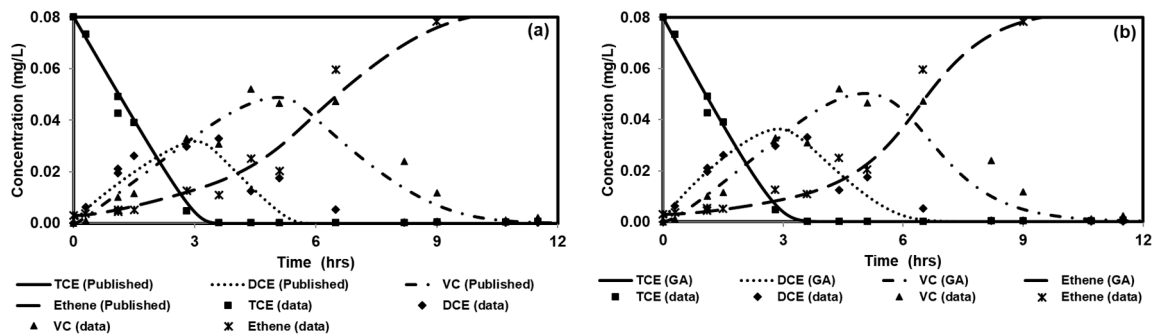 (a)
Concentration (mg/L)
0.08
0.06
0.04
0.02
0.00
0 3 6 9 12
Time (hrs)
TCE (Published) DCE (Published) VC (Published)
Ethene (Published) TCE (data) DCE (data)
VC (data) Ethene (data)
(b)
Concentration (mg/L)
0.08
0.06
0.04
0.02
0.00
0 3 6 9 12
Time (hrs)
TCE (GA) DCE (GA) VC (GA) Ethene (GA)
TCE (data) DCE (data) VC (data) Ethene (data)